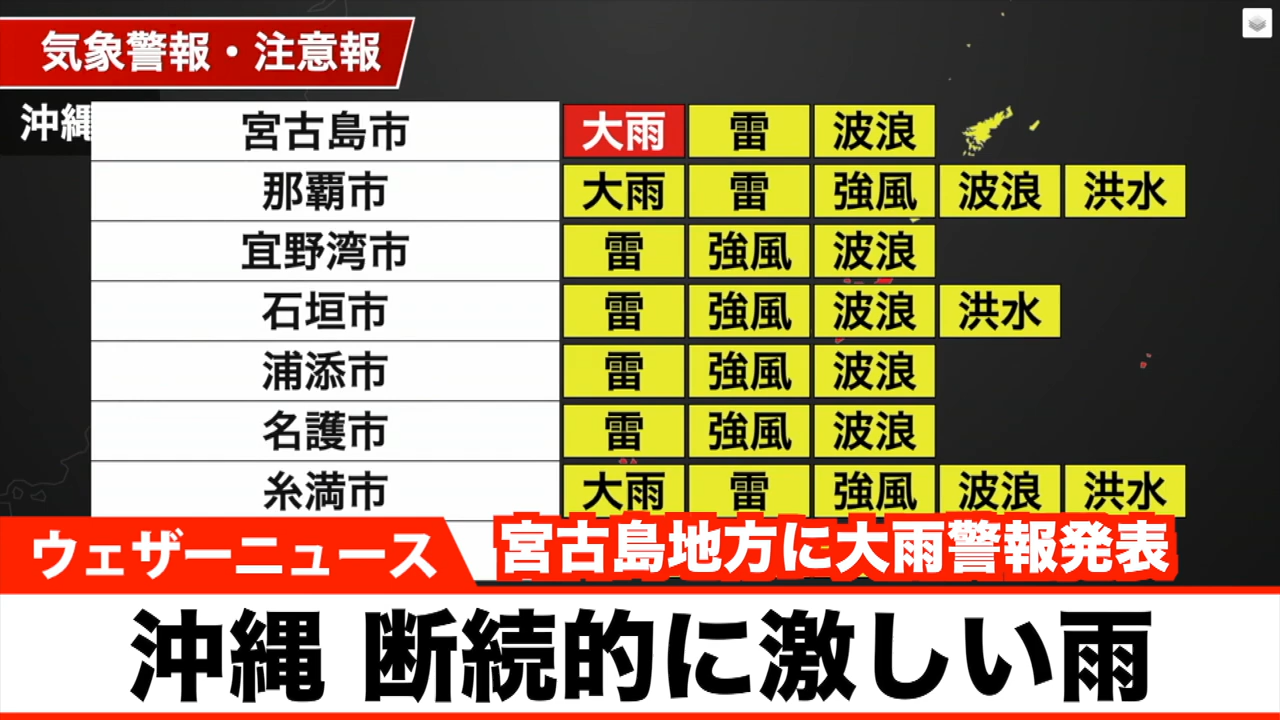 気象警報・注意報
沖縄
宮古島市 大雨 雷 波浪
那覇市 大雨 雷 強風 波浪 洪水
宜野湾市 雷 強風 波浪
石垣市 雷 強風 波浪 洪水
浦添市 雷 強風 波浪
名護市 雷 強風 波浪
糸満市 大雨 雷 強風 波浪 洪水
ウェザーニュース 宮古島地方に大雨警報発表
沖縄 断続的に激しい雨